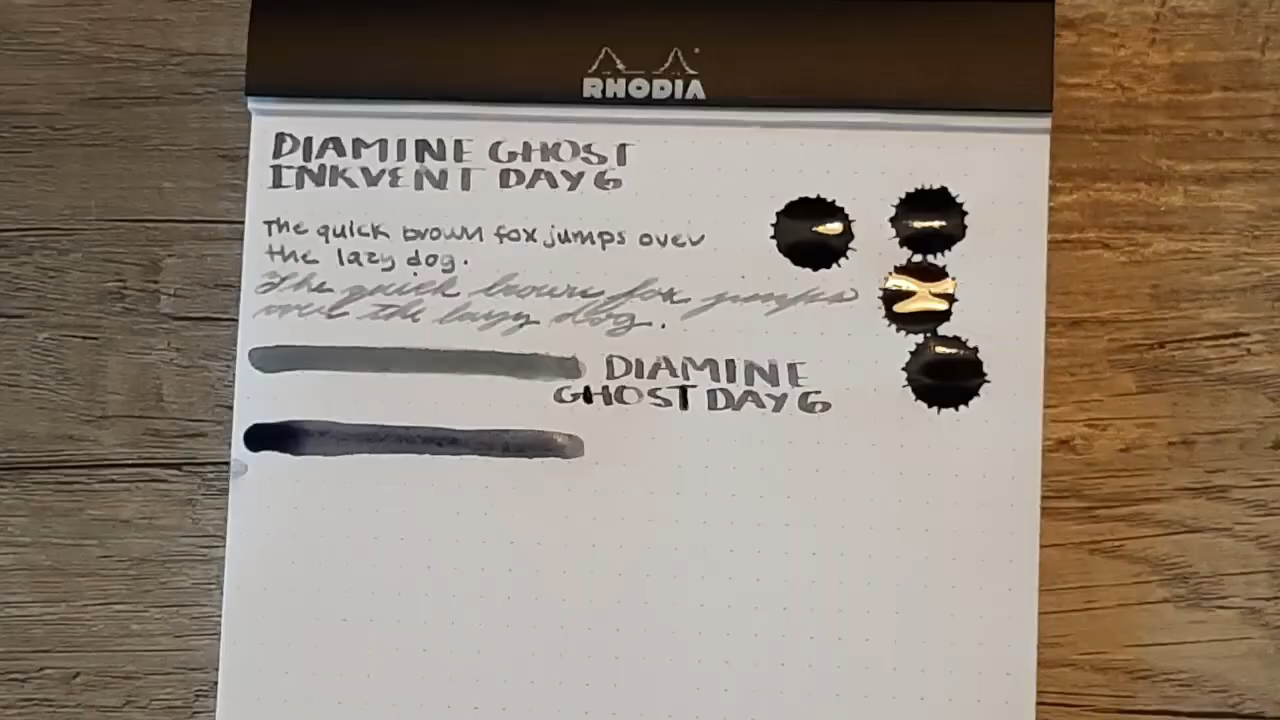 RHODIA
DIAMINE GHOST
INKVENT DAY 6
The quick brown fox jumps over
the lazy dog.
The quick brown fox jumps
over the lazy dog.
DIAMINE
GHOST DAY 6